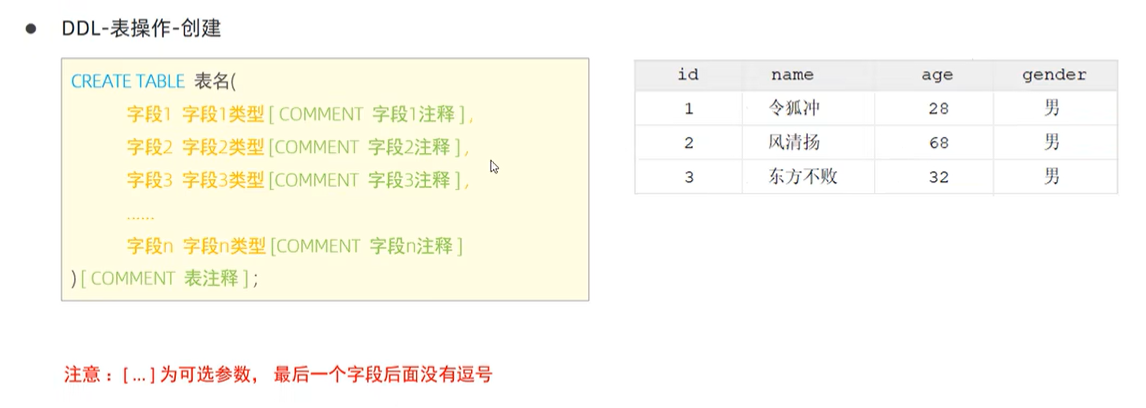 DDL-表操作-创建
CREATE TABLE 表名(
字段1 字段1类型[ COMMENT 字段1注释 ],
字段2 字段2类型[COMMENT 字段2注释 ],
字段3 字段3类型[COMMENT 字段3注释 ],
......
字段n 字段n类型[COMMENT 字段n注释 ]
)[ COMMENT 表注释 ] ;
id name age gender
1 令狐冲 28 男
2 风清扬 68 男
3 东方不败 32 男
注意：[ ... ] 为可选参数， 最后一个字段后面没有逗号